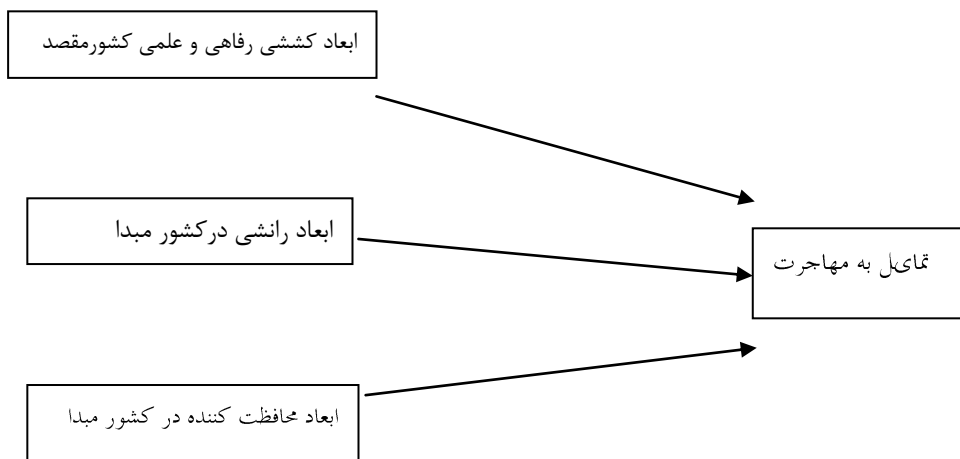 ابعاد کششی رفاهی و علمی کشورمقصد
ابعاد رانشی درکشور مبدا
تمایل به مهاجرت
ابعاد محافظت کننده در کشور مبدا